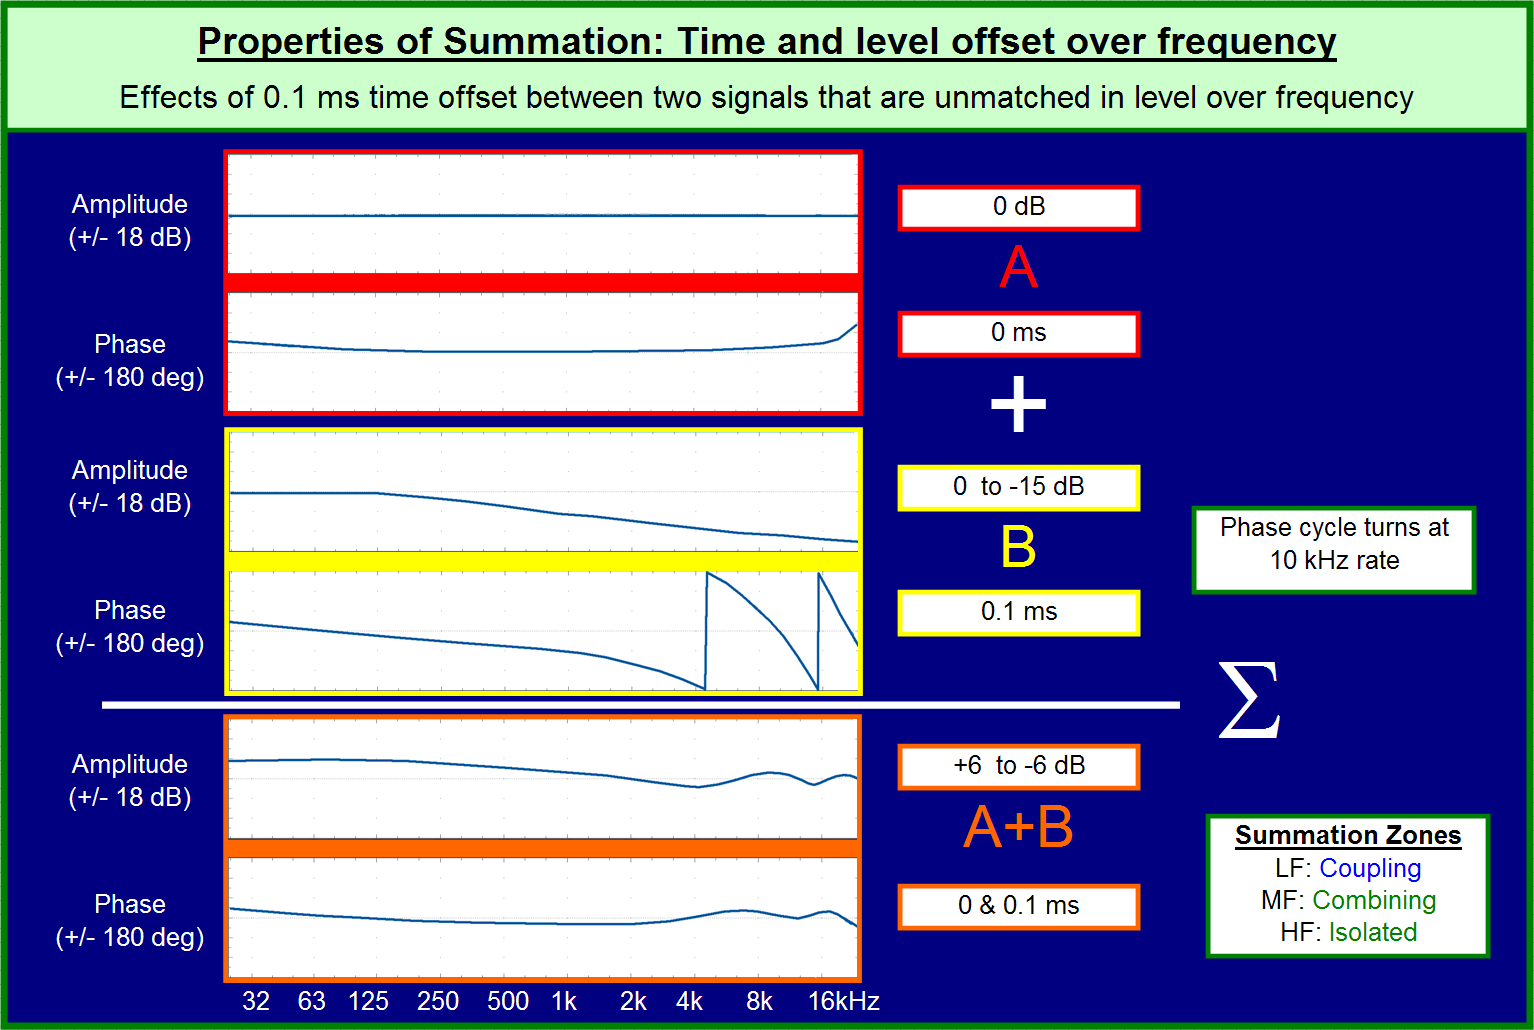 Properties of Summation: Time and level offset over frequency
Effects of 0.1 ms time offset between two signals that are unmatched in level over frequency
Amplitude
(+/- 18 dB)
0 dB
A
Phase
(+/- 180 deg)
0 ms
+
Amplitude
(+/- 18 dB)
0  to -15 dB
B
Phase
(+/- 180 deg)
0.1 ms
Phase cycle turns at
10 kHz rate
Σ
Amplitude
(+/- 18 dB)
+6  to -6 dB
A+B
Phase
(+/- 180 deg)
0 & 0.1 ms
Summation Zones
LF: Coupling
MF: Combining
HF: Isolated
32 63 125 250 500 1k 2k 4k 8k 16kHz